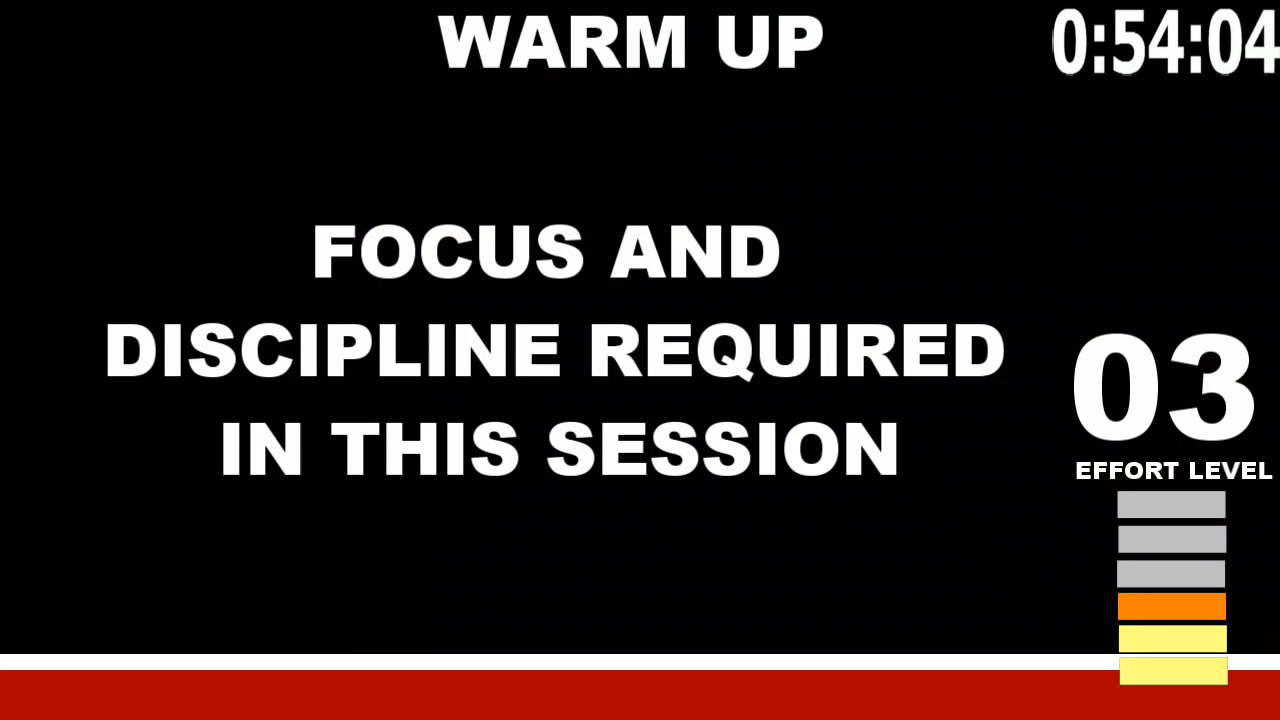 WARM UP
0:54:04
FOCUS AND
DISCIPLINE REQUIRED
IN THIS SESSION
03
EFFORT LEVEL